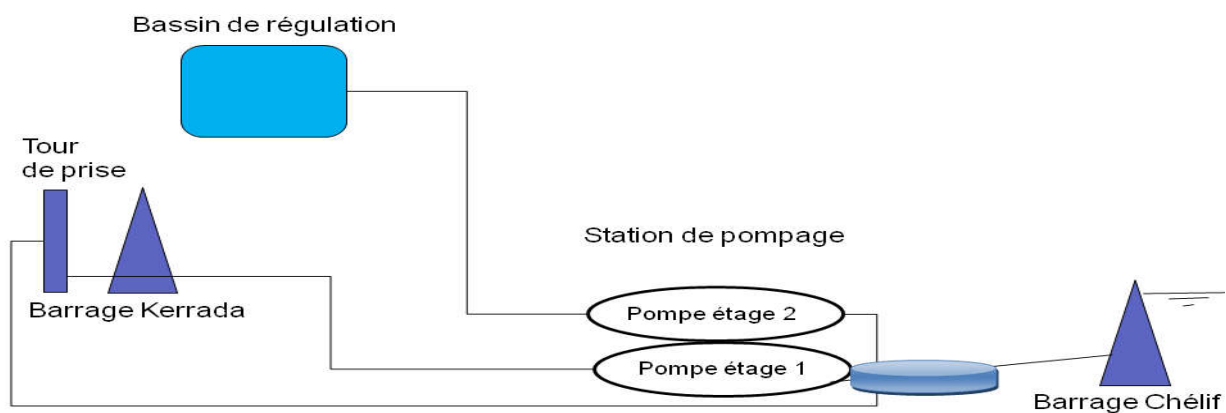 Bassin de régulation
Tour
de prise
Station de pompage
Barrage Kerrada
Pompe étage 2
Pompe étage 1
Barrage Chélif